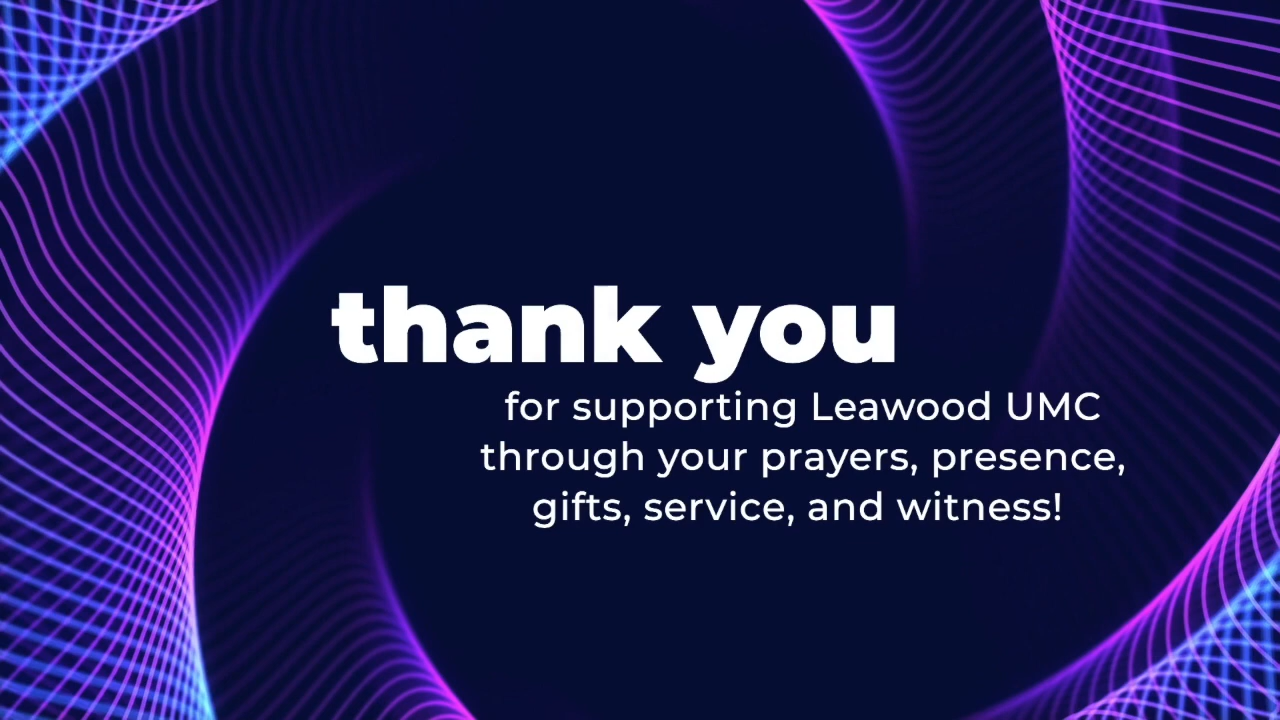 thank you
for supporting Leawood UMC
through your prayers, presence,
gifts, service, and witness!